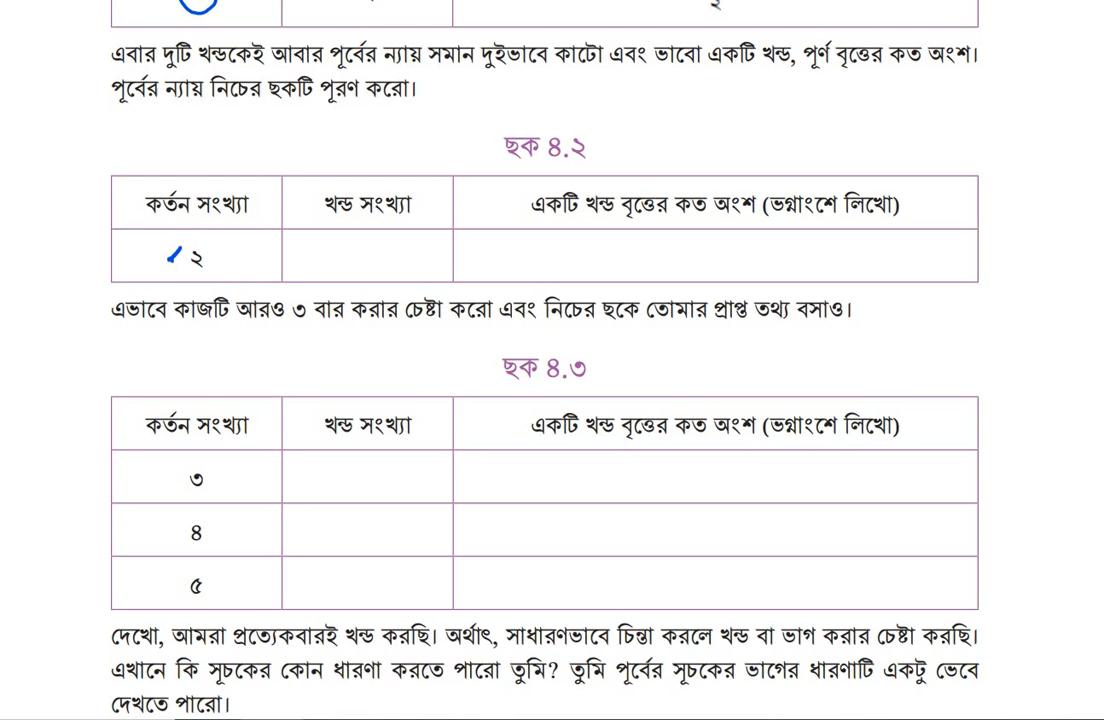 ২
এবার দুটি খন্ডকেই আবার পূর্বের ন্যায় সমান দুইভাবে কাটো এবং ভাবো একটি খন্ড, পূর্ণ বৃত্তের কত অংশ।
পূর্বের ন্যায় নিচের ছকটি পূরণ করো।
ছক ৪.২
কর্তন সংখ্যা খন্ড সংখ্যা একটি খন্ড বৃত্তের কত অংশ (ভগ্নাংশে লিখো)
২
এভাবে কাজটি আরও ৩ বার করার চেষ্টা করো এবং নিচের ছকে তোমার প্রাপ্ত তথ্য বসাও।
ছক ৪.৩
কর্তন সংখ্যা খন্ড সংখ্যা একটি খন্ড বৃত্তের কত অংশ (ভগ্নাংশে লিখো)
৩
৪
৫
দেখো, আমরা প্রত্যেকবারই খন্ড করছি। অর্থাৎ, সাধারণভাবে চিন্তা করলে খন্ড বা ভাগ করার চেষ্টা করছি।
এখানে কি সূচকের কোন ধারণা করতে পারো তুমি? তুমি পূর্বের সূচকের ভাগের ধারণাটি একটু ভেবে
দেখতে পারো।